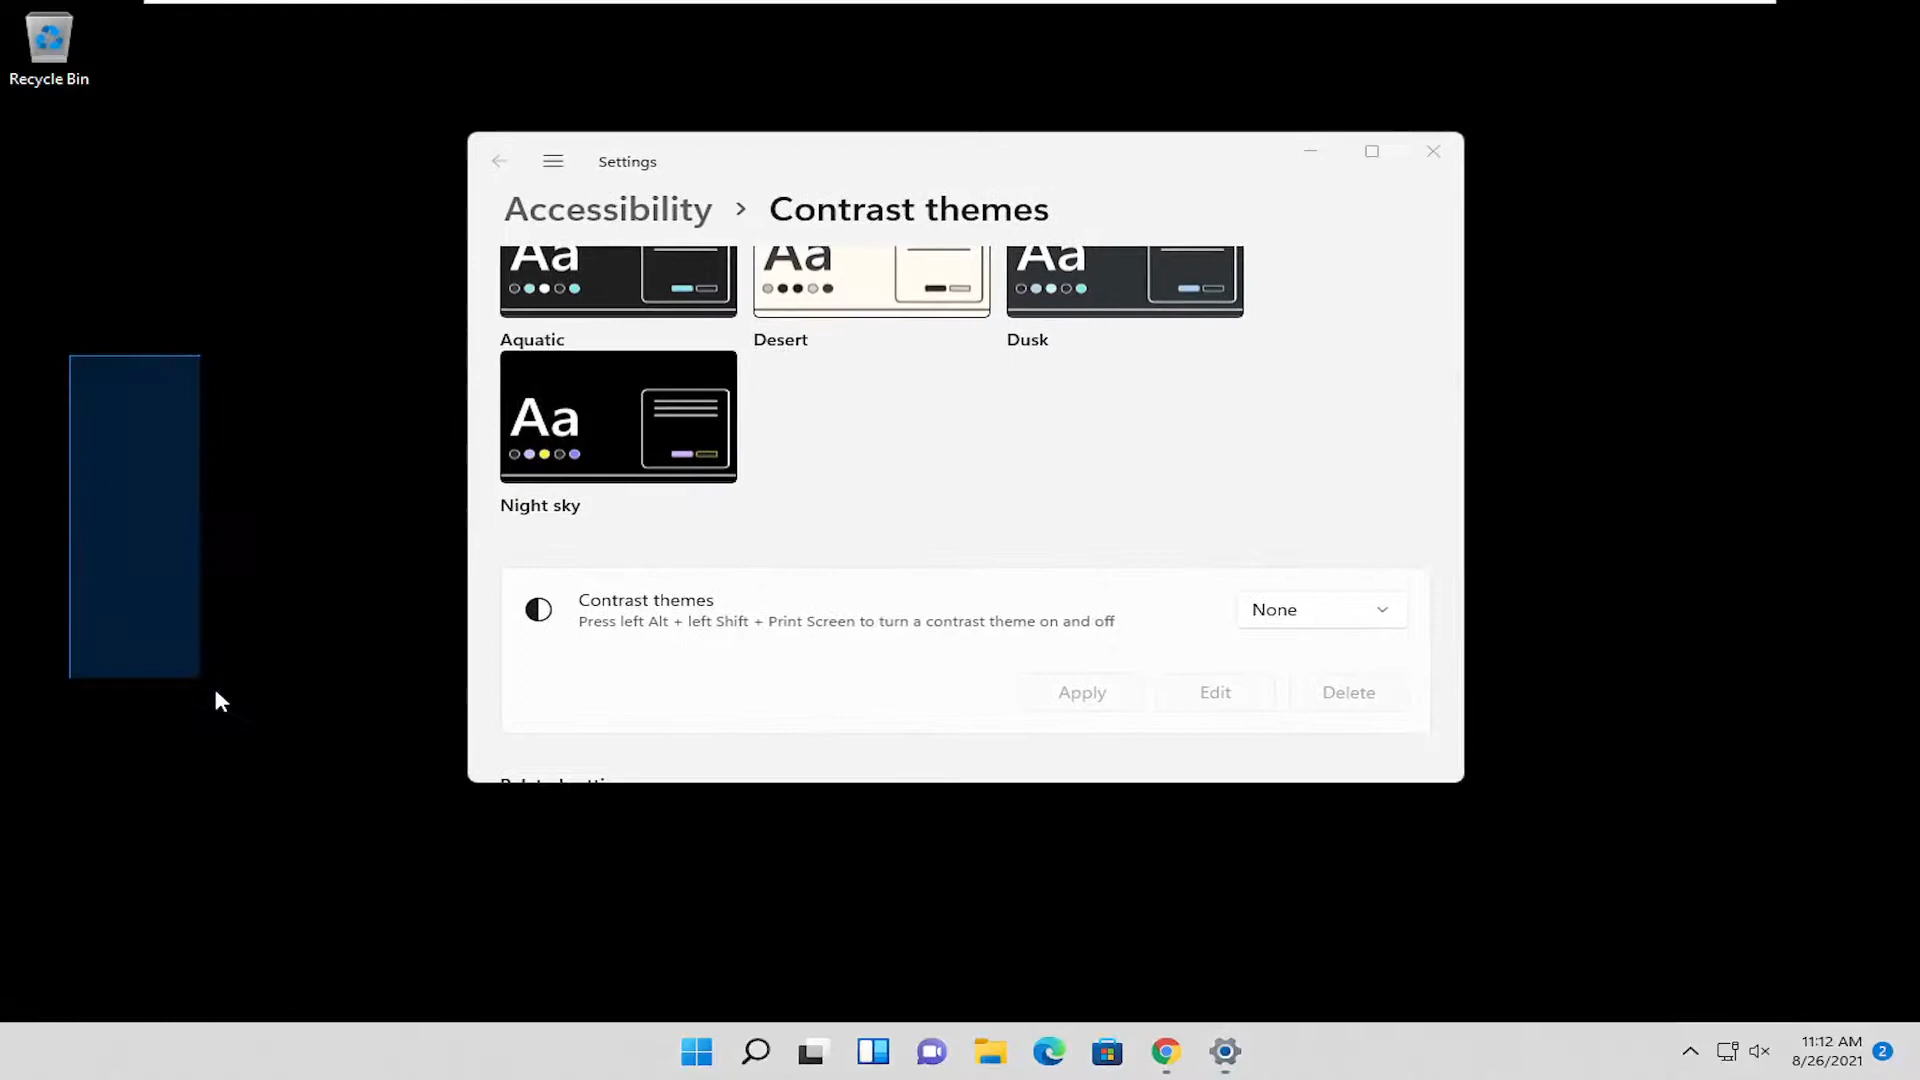 Recycle Bin
Settings
Accessibility > Contrast themes
Aa Aa Aa
Aquatic Desert Dusk
Aa
Night sky
Contrast themes
Press left Alt + left Shift + Print Screen to turn a contrast theme on and off
None
Apply Edit Delete
11:12 AM
8/26/2021
2